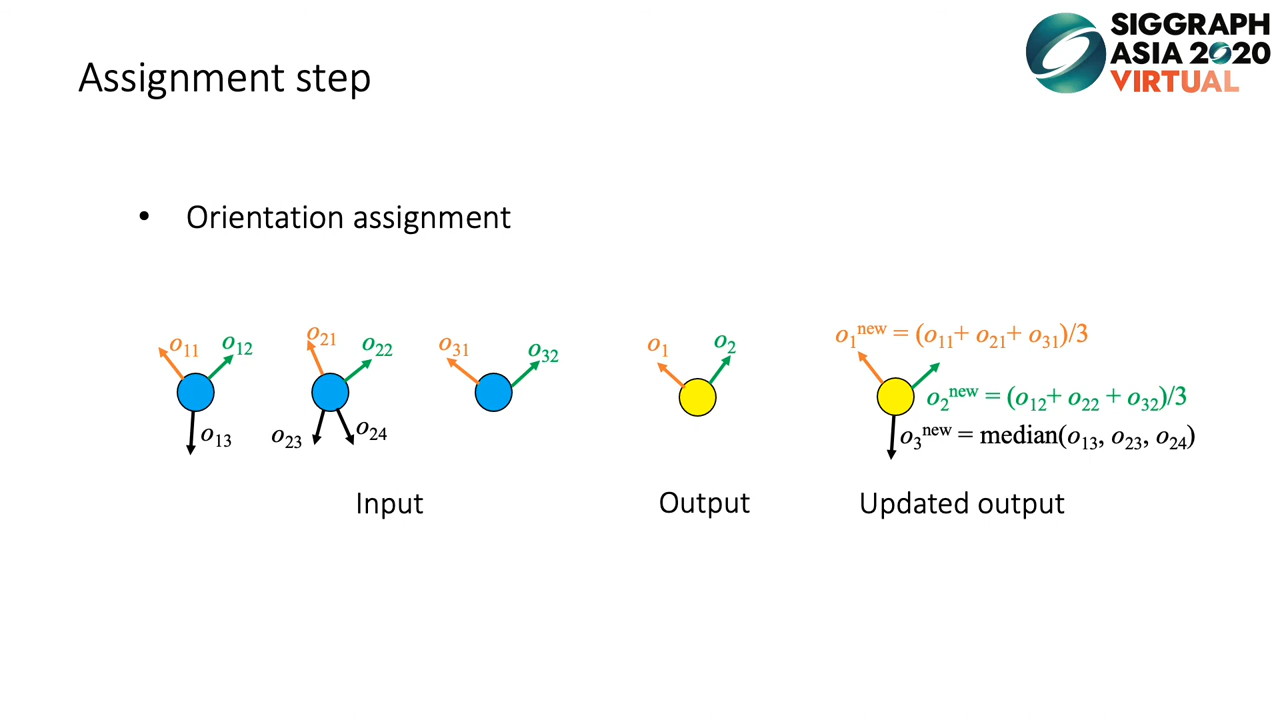 SIGGRAPH
ASIA 2020
VIRTUAL
Assignment step
• Orientation assignment
o₁₁ o₁₂
o₁₃
o₂₁ o₂₂
o₂₃ o₂₄
o₃₁ o₃₂
o₁ o₂
o₁ⁿᵉʷ = (o₁₁+ o₂₁+ o₃₁)/3
o₂ⁿᵉʷ = (o₁₂+ o₂₂ + o₃₂)/3
o₃ⁿᵉʷ = median(o₁₃, o₂₃, o₂₄)
Input
Output
Updated output